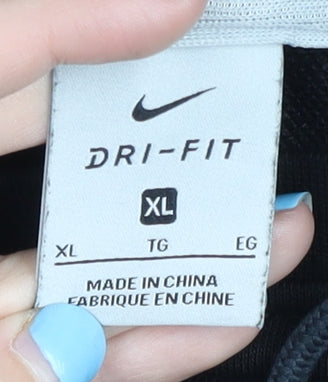 DRI-FIT
XL
XL TG EG
MADE IN CHINA
FABRIQUE EN CHINE